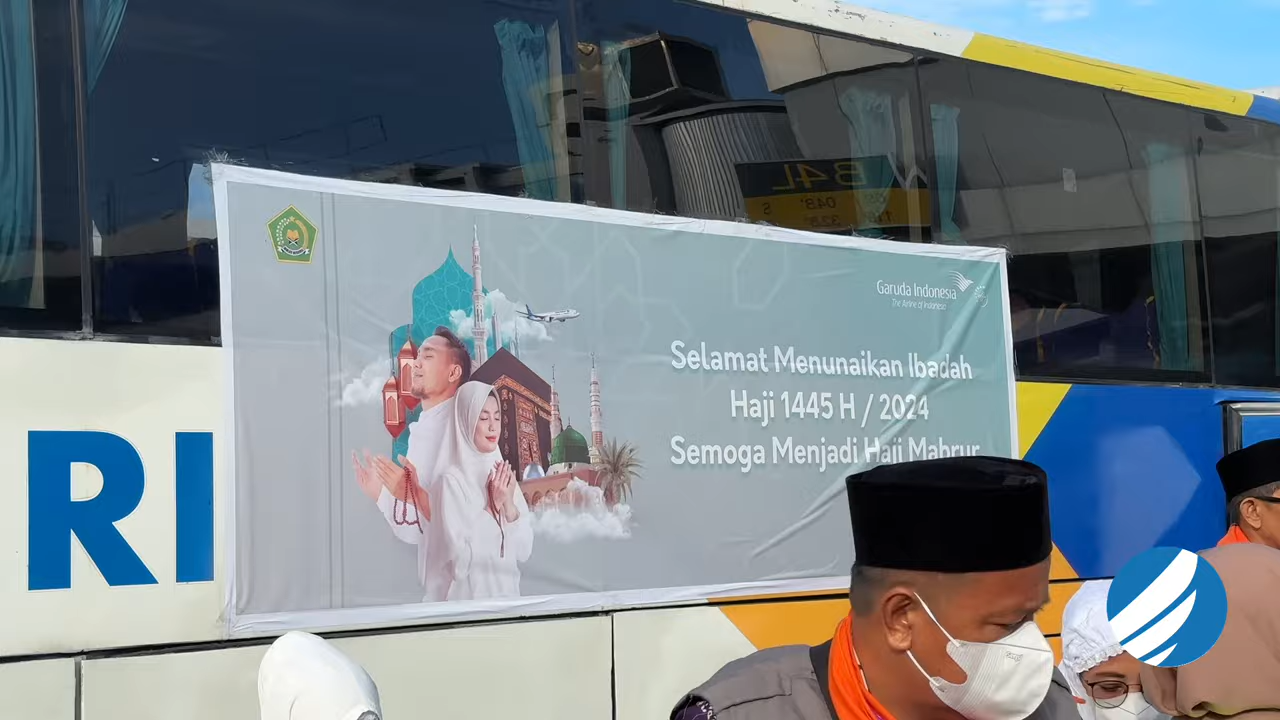 Garuda Indonesia
The Airline of Indonesia
Selamat Menunaikan Ibadah
Haji 1445 H / 2024
Semoga Menjadi Haji Mabrur
RI
B4L